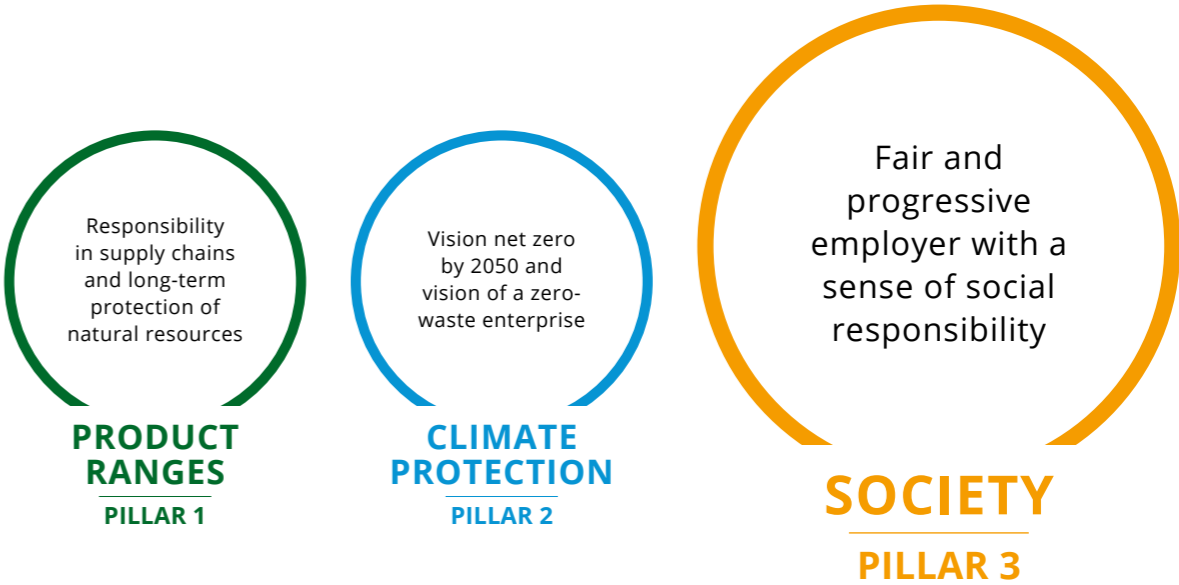 Responsibility
in supply chains
and long-term
protection of
natural resources
PRODUCT
RANGES
PILLAR 1
Vision net zero
by 2050 and
vision of a zero-
waste enterprise
CLIMATE
PROTECTION
PILLAR 2
Fair and
progressive
employer with a
sense of social
responsibility
SOCIETY
PILLAR 3